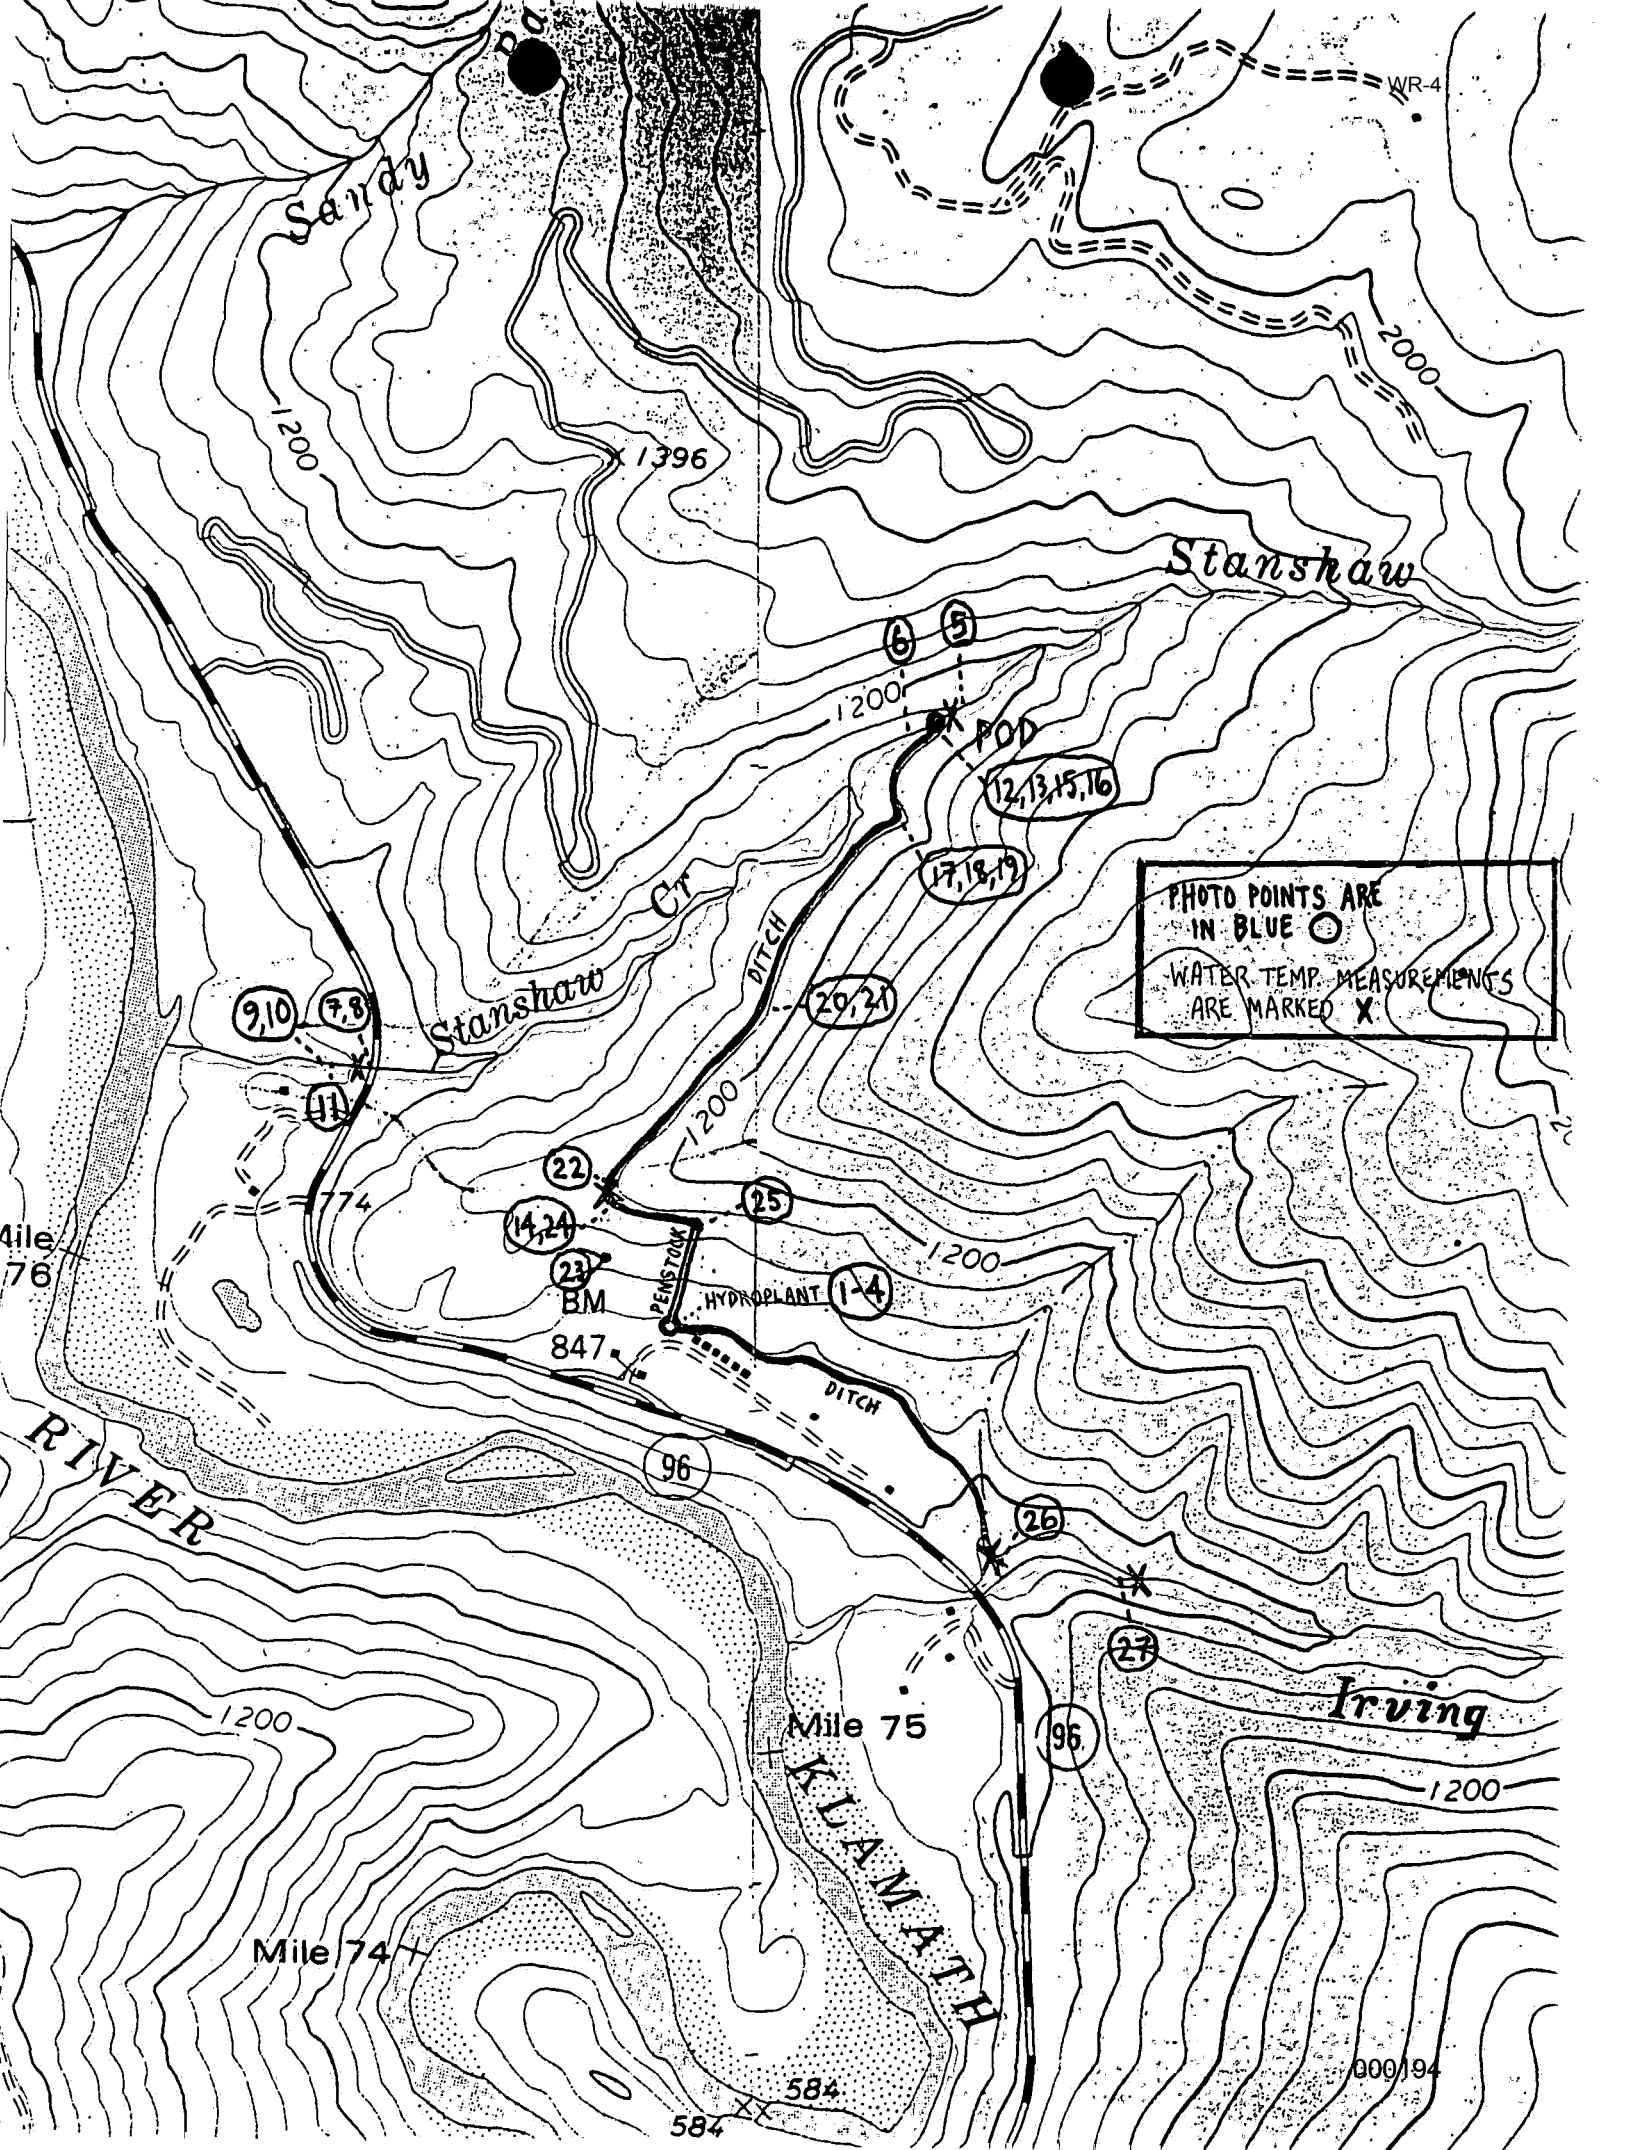 WR-4
Sandy
2000
1200
x 1396
Stanshaw
6
5
1200
POD
12,13,15,16
17,18,19
PHOTO POINTS ARE
IN BLUE O
WATER TEMP. MEASUREMENTS
ARE MARKED X
Cr
DITCH
Stanshaw
9,10
7,8
20,21
11
1200
22
774
25
14,24
PENSTOCK
23
BM
1200
Mile
76
HYDROPLANT
1-4
847
DITCH
RIVER
96
26
27
Irving
1200
Mile 75
96
1200
KLAMATH
Mile 74
584
584
000194